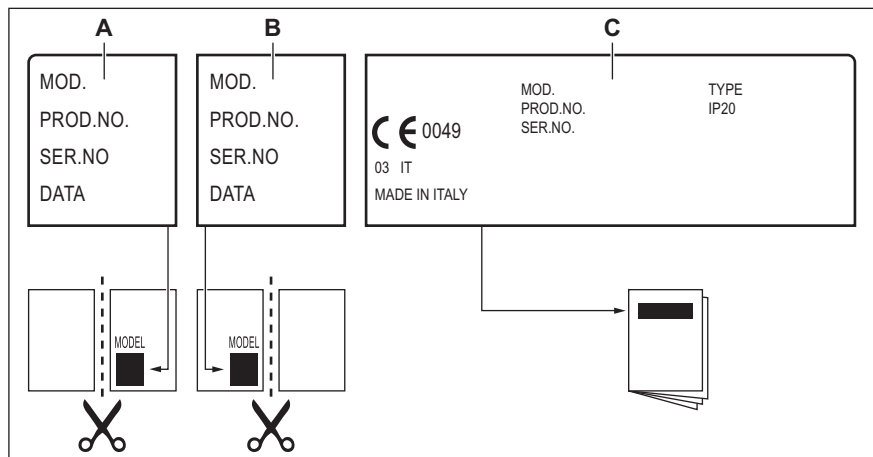 A
B
C
MOD.
PROD.NO.
SER.NO
DATA
MOD.
PROD.NO.
SER.NO
DATA
MOD.
PROD.NO.
SER.NO.
TYPE
IP20
CE 0049
03 IT
MADE IN ITALY
MODEL
MODEL